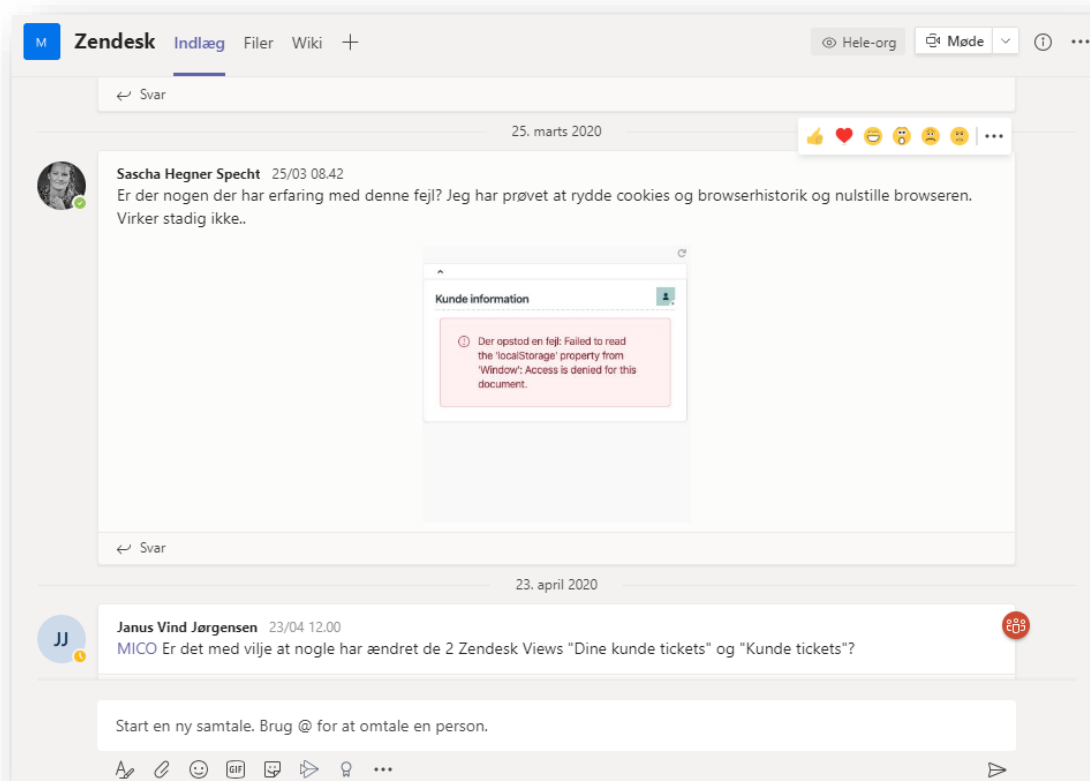 M
Zendesk Indlæg Filer Wiki
Hele-org Møde
Svar
25. marts 2020
Sascha Hegner Specht 25/03 08.42
Er der nogen der har erfaring med denne fejl? Jeg har prøvet at rydde cookies og browserhistorik og nulstille browseren.
Virker stadig ikke..
Kunde information
Der opstod en fejl: Failed to read
the 'localStorage' property from
'Window': Access is denied for this
document.
Svar
23. april 2020
JJ
Janus Vind Jørgensen 23/04 12.00
MICO Er det med vilje at nogle har ændret de 2 Zendesk Views "Dine kunde tickets" og "Kunde tickets"?
Start en ny samtale. Brug @ for at omtale en person.
GIF